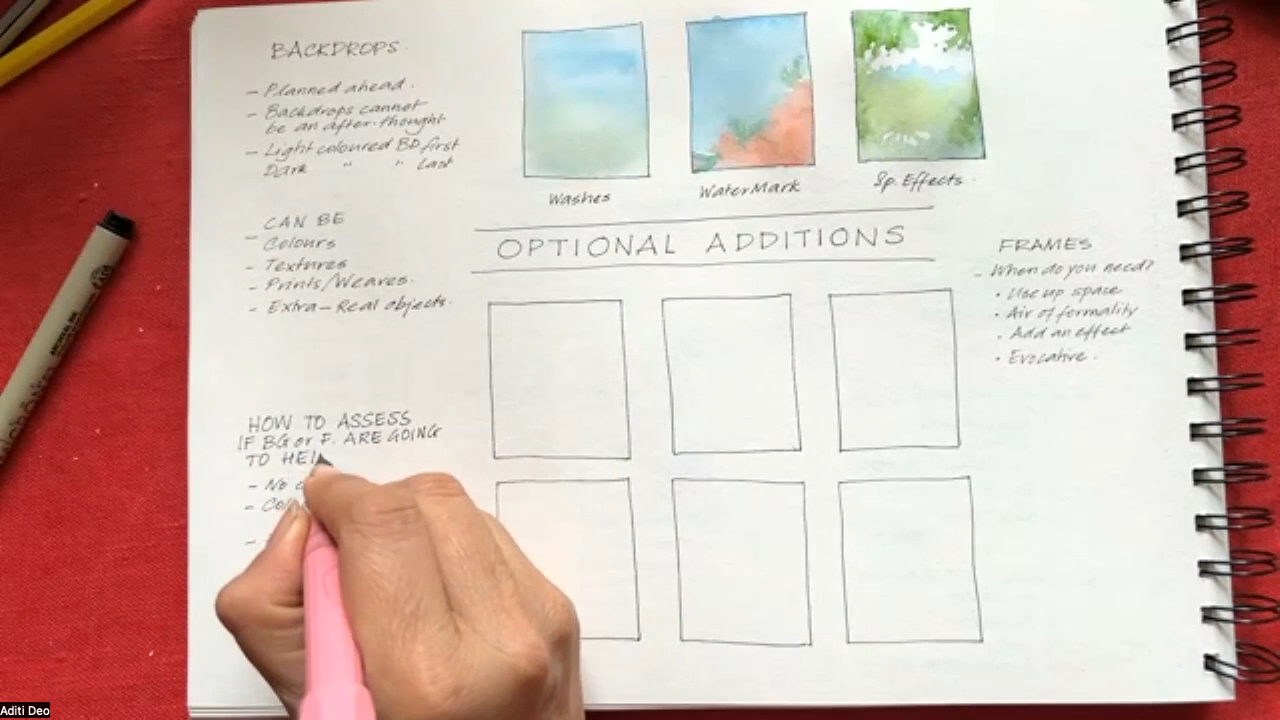 BACKDROPS.
- Planned ahead.
- Backdrops cannot
be an after-thought
- Light coloured BD first
Dark " " Last
CAN BE
- Colours
- Textures
- Prints/Weaves.
- Extra - Real objects.
HOW TO ASSESS
IF BG or F. ARE GOING
TO
- No
Washes
WaterMark
Sp. Effects.
OPTIONAL ADDITIONS
FRAMES
- When do you need?
• Use up space
• Air of formality
• Add an effect
• Evocative.
Aditi Deo